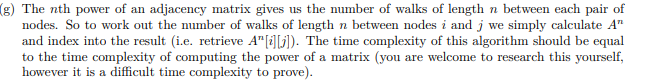 (g) The nth power of an adjacency matrix gives us the number of walks of length n between each pair of
nodes. So to work out the number of walks of length n between nodes i and j we simply calculate Aⁿ
and index into the result (i.e. retrieve Aⁿ[i][j]). The time complexity of this algorithm should be equal
to the time complexity of computing the power of a matrix (you are welcome to research this yourself,
however it is a difficult time complexity to prove).